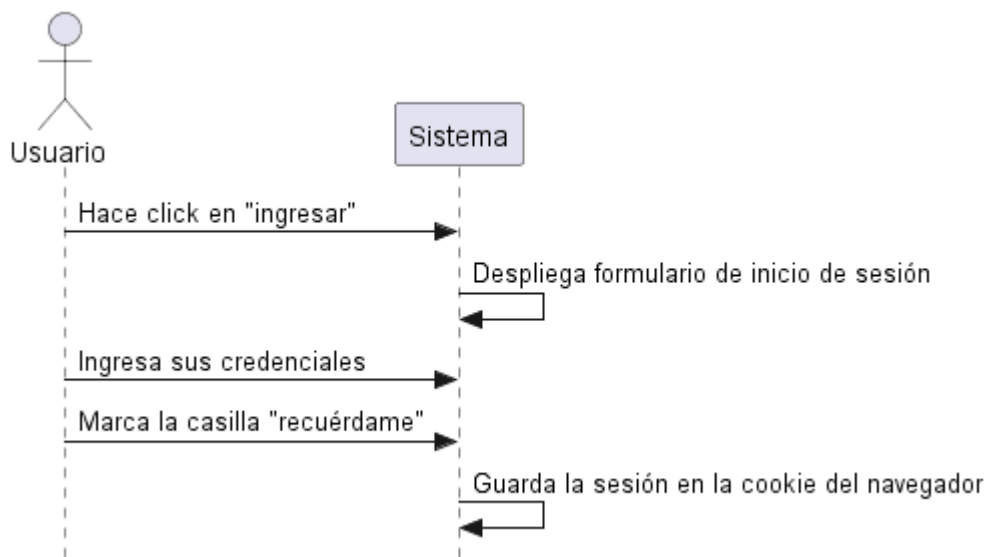 Usuario
Sistema
Hace click en "ingresar"
Despliega formulario de inicio de sesión
Ingresa sus credenciales
Marca la casilla "recuérdame"
Guarda la sesión en la cookie del navegador